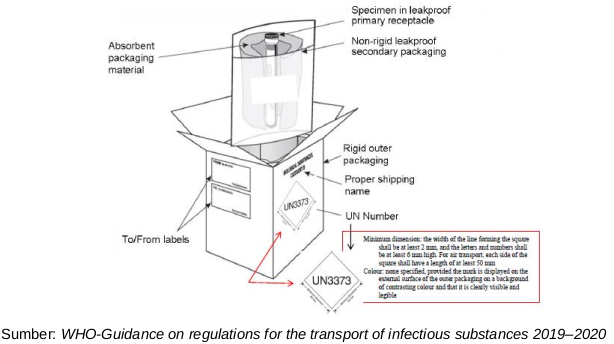 Specimen in leakproof
primary receptacle
Absorbent
packaging
material
Non-rigid leakproof
secondary packaging
Rigid outer
packaging
Proper shipping
name
UN3373
UN Number
To/From labels
UN3373
Minimum dimension: the width of the line forming the square
shall be at least 2 mm, and the letters and numbers shall
be at least 6 mm high. For air transport, each side of the
square shall have a length of at least 50 mm
Colour: none specified, provided the mark is displayed on the
external surface of the outer packaging on a background
of contrasting colour and that it is clearly visible and
legible
Sumber: WHO-Guidance on regulations for the transport of infectious substances 2019–2020